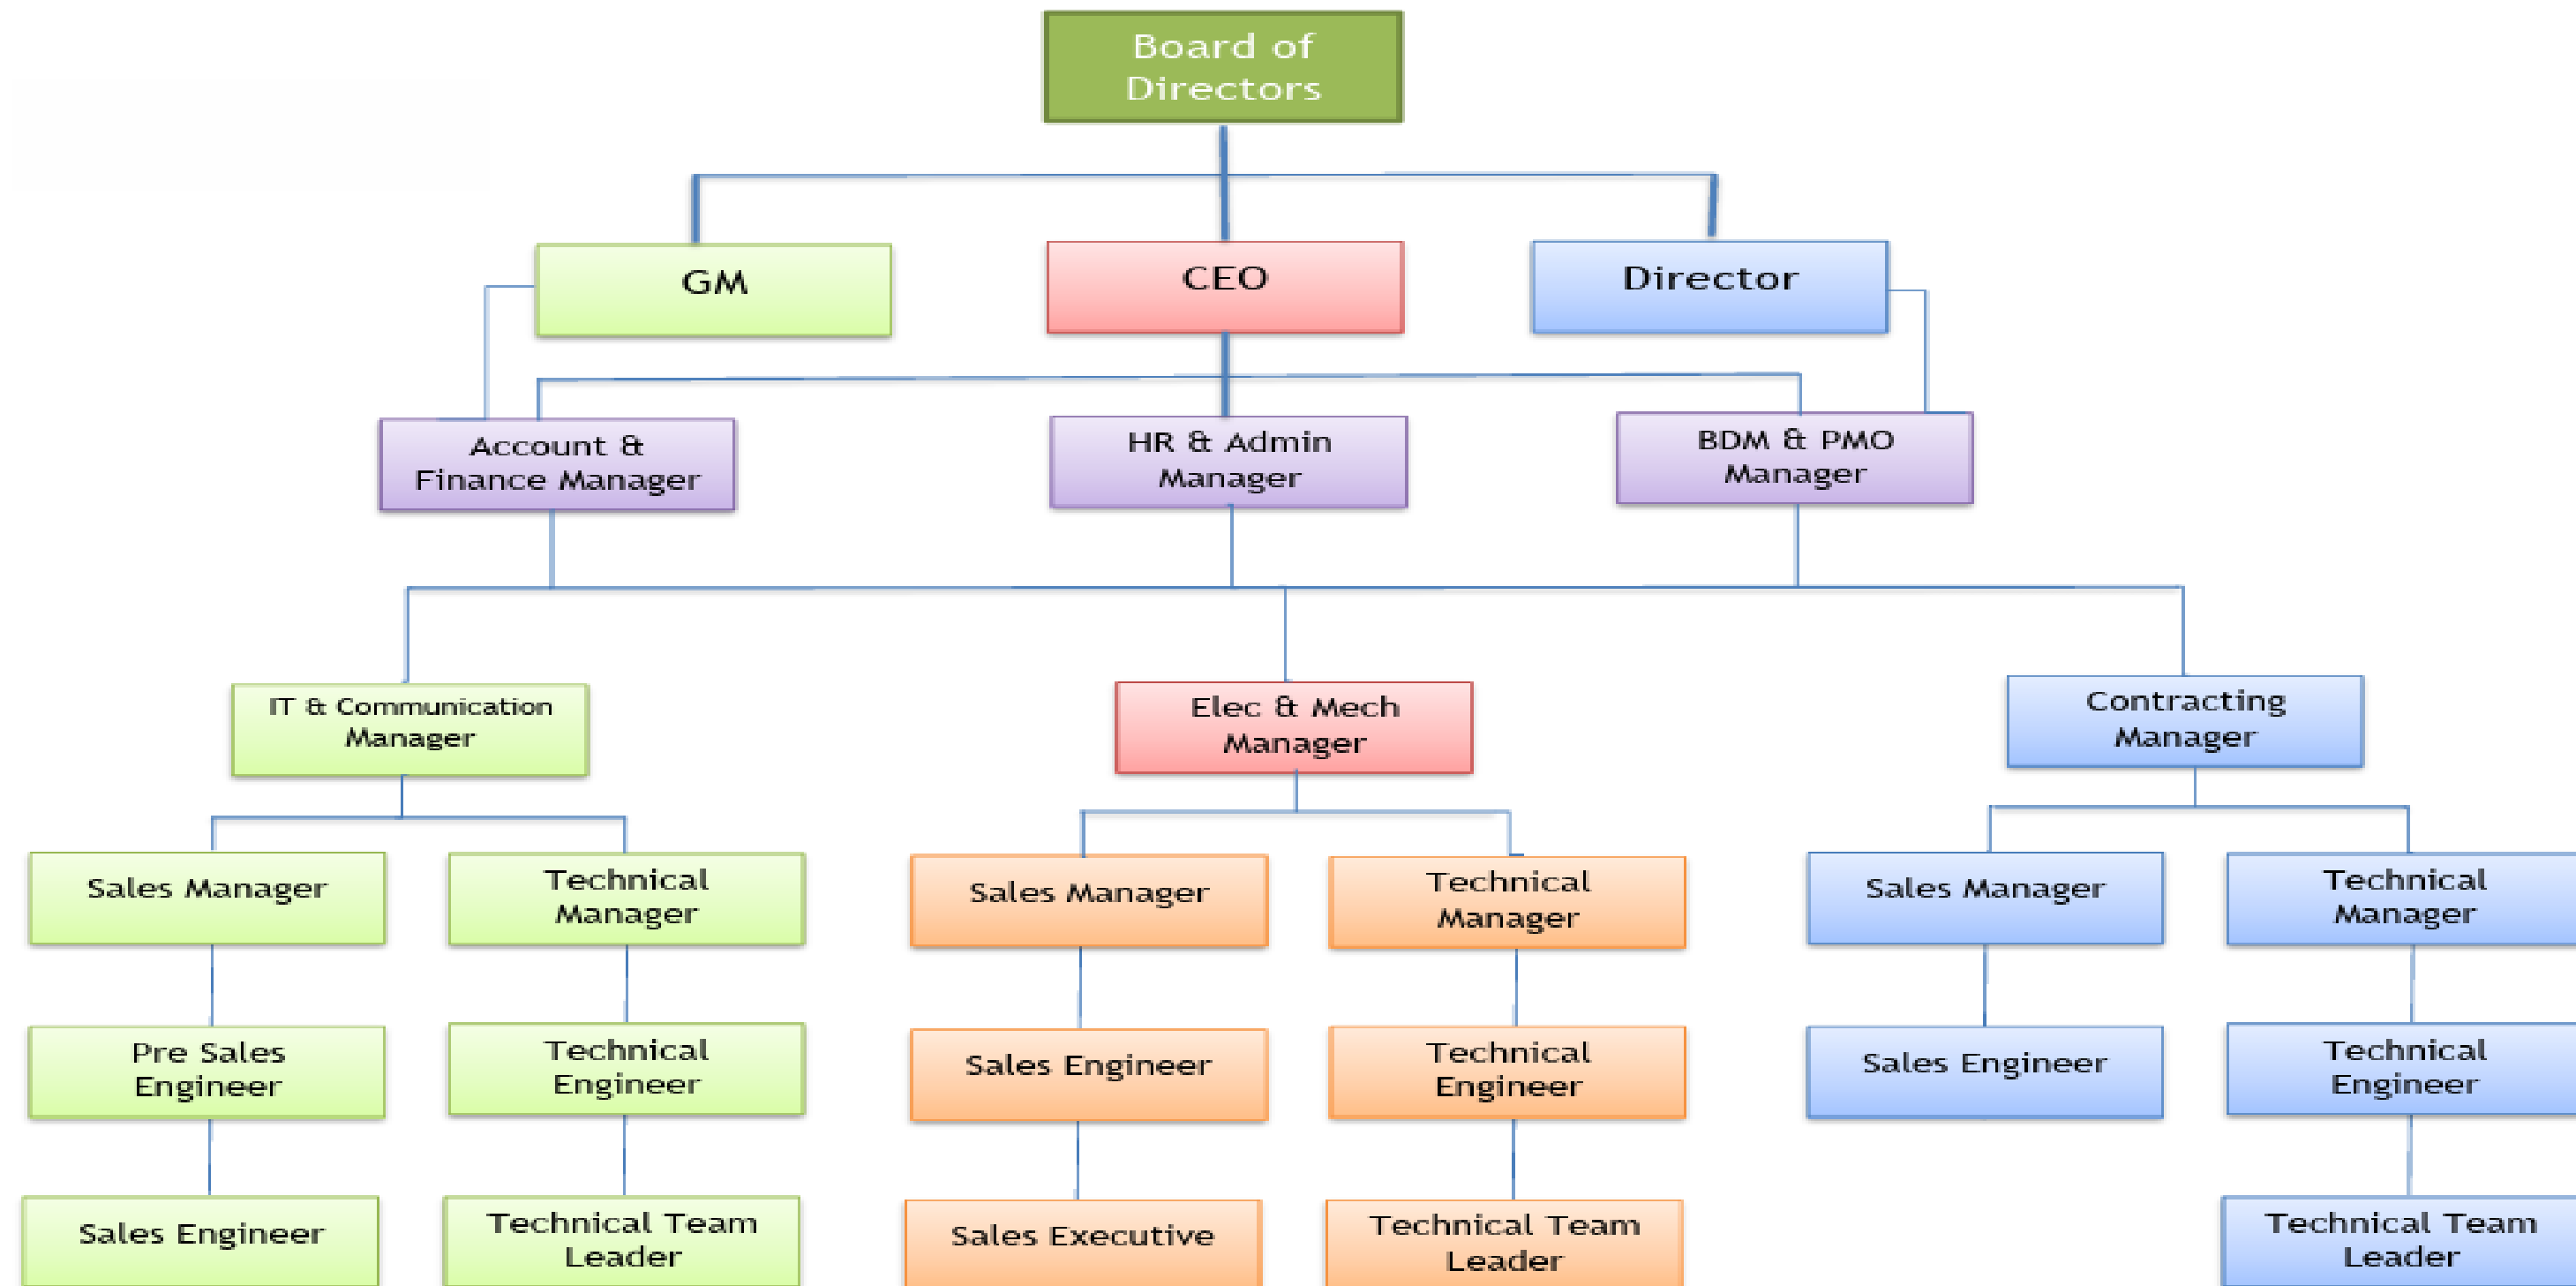 Board of
Directors
GM
CEO
Director
Account &
Finance Manager
HR & Admin
Manager
BDM & PMO
Manager
IT & Communication
Manager
Elec & Mech
Manager
Contracting
Manager
Sales Manager
Technical
Manager
Sales Manager
Technical
Manager
Sales Manager
Technical
Manager
Pre Sales
Engineer
Technical
Engineer
Sales Engineer
Technical
Engineer
Sales Engineer
Technical
Engineer
Sales Engineer
Technical Team
Leader
Sales Executive
Technical Team
Leader
Technical Team
Leader